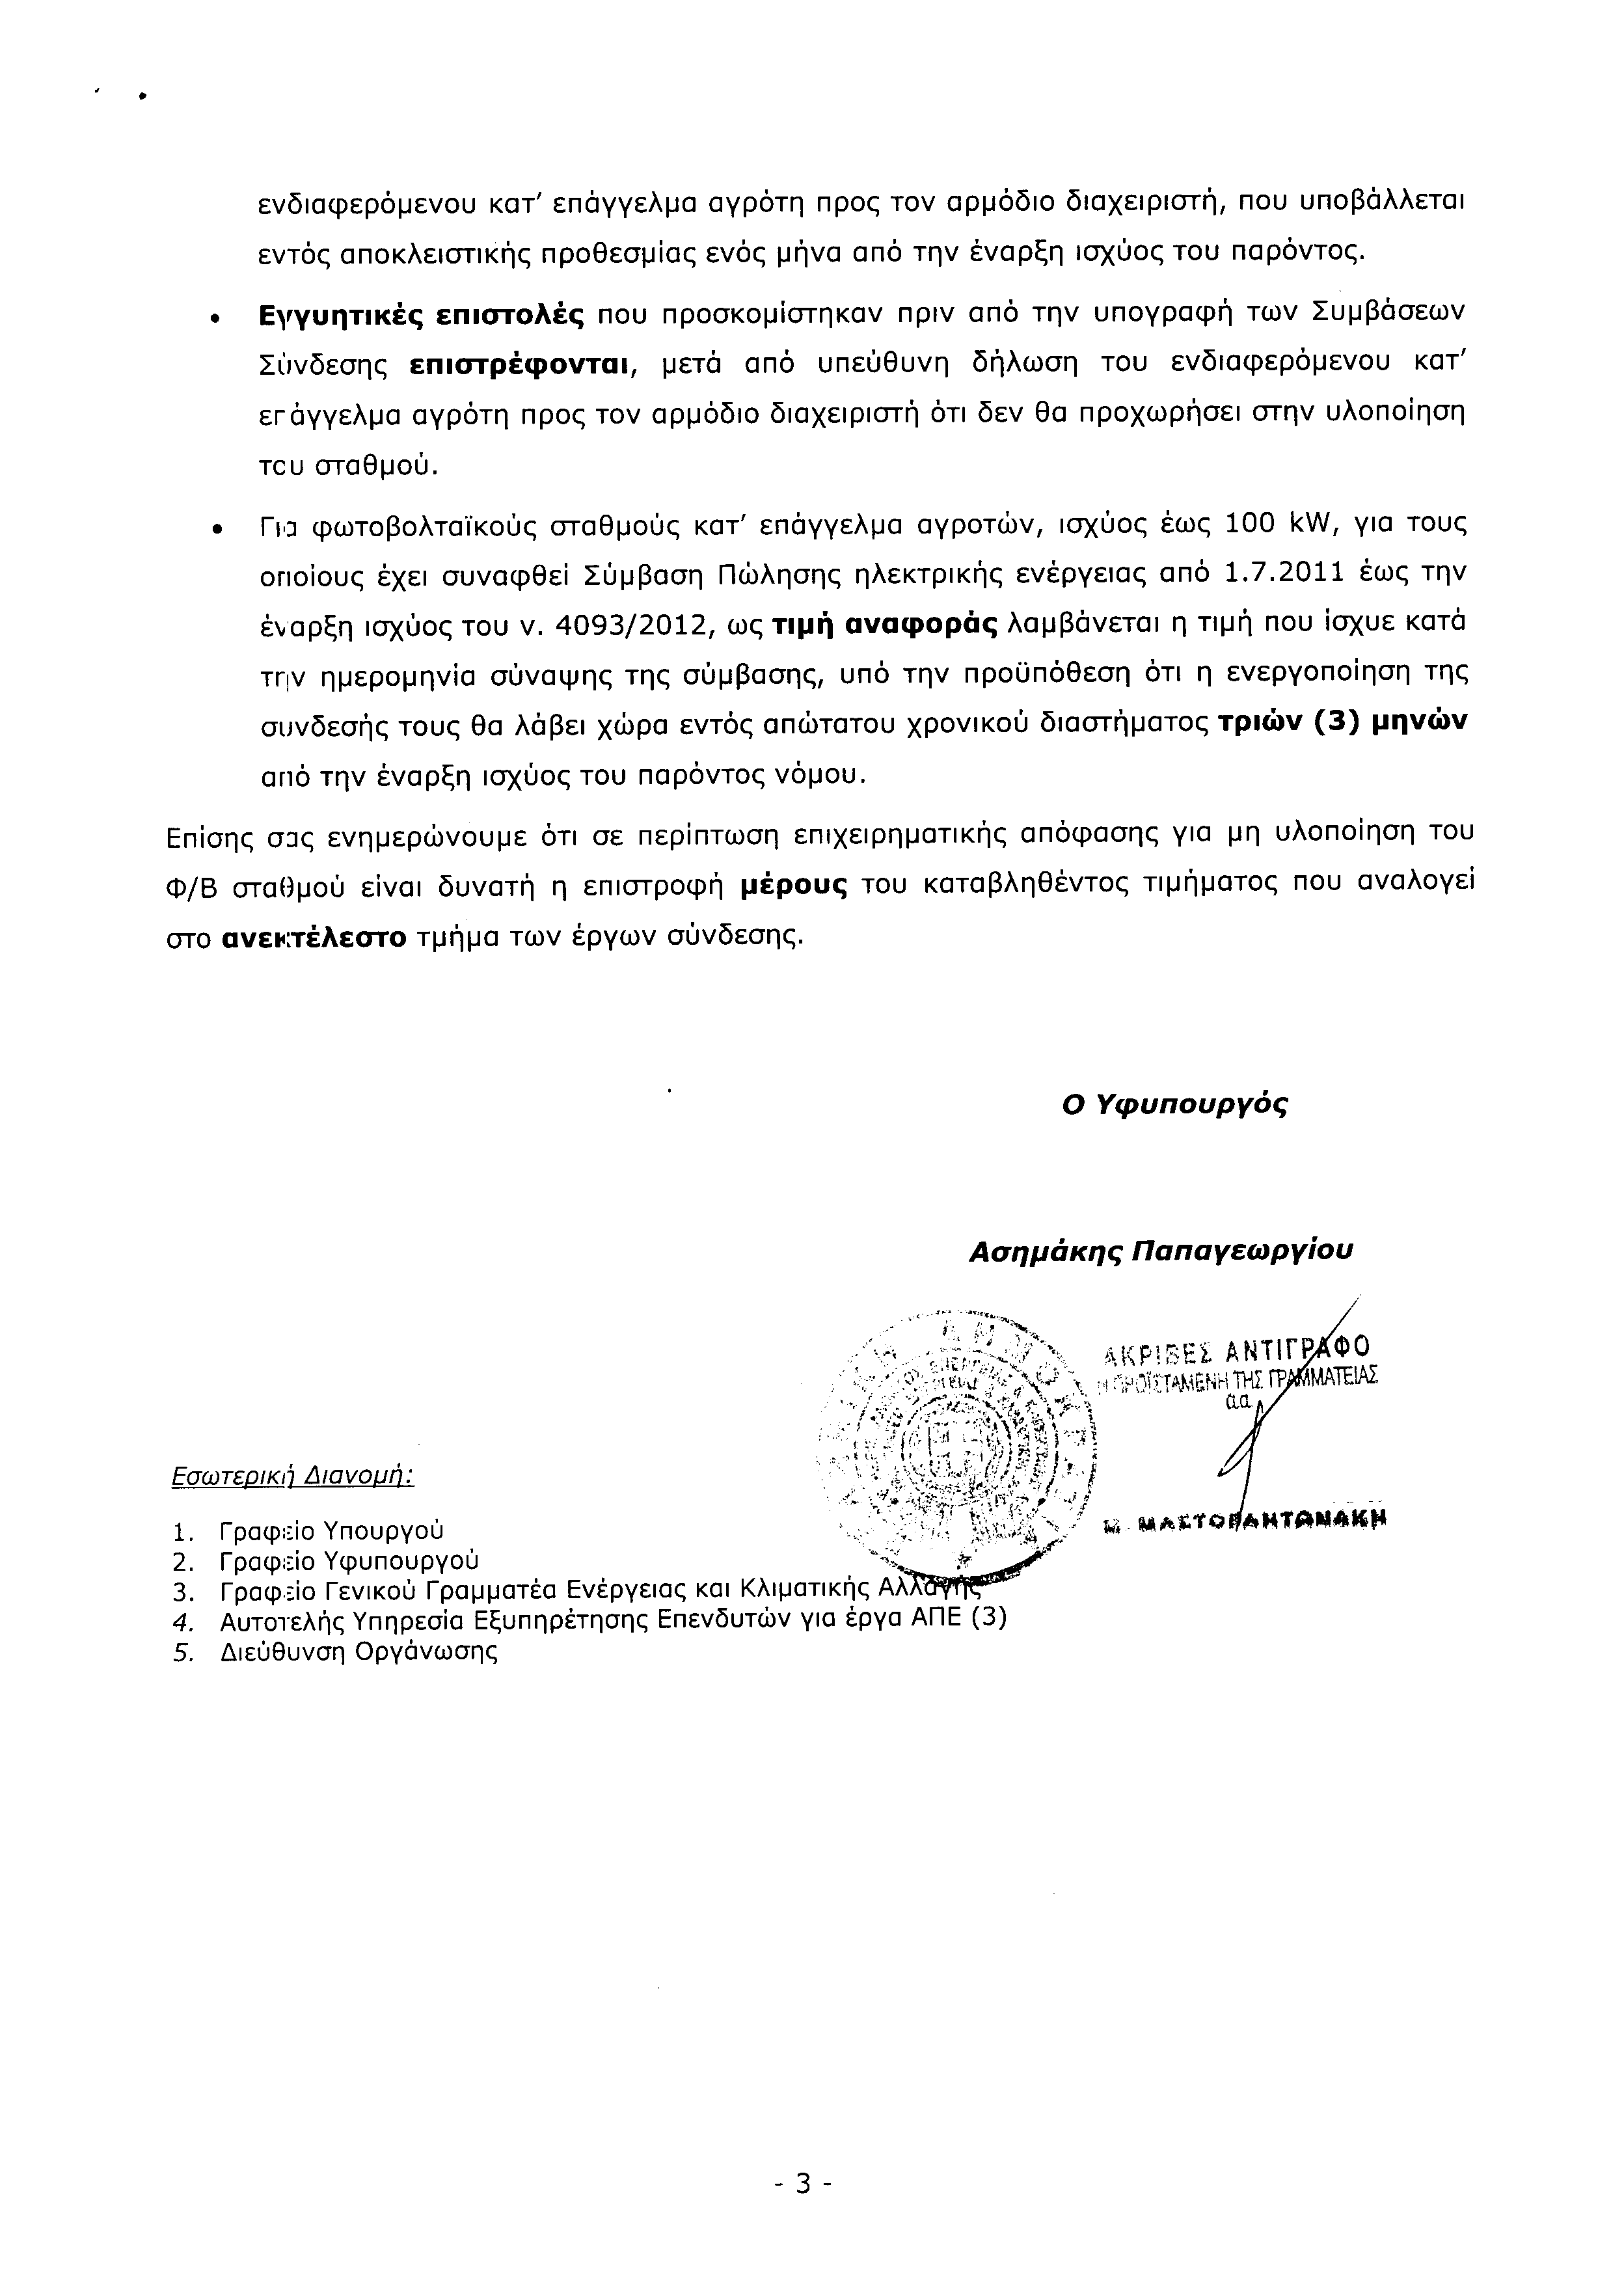 ενδιαφερόμενου κατ' επάγγελμα αγρότη προς τον αρμόδιο διαχειριστή, που υποβάλλεται
εντός αποκλειστικής προθεσμίας ενός μήνα από την έναρξη ισχύος του παρόντος.
• Εγγυητικές επιστολές που προσκομίστηκαν πριν από την υπογραφή των Συμβάσεων
Σύνδεσης επιστρέφονται, μετά από υπεύθυνη δήλωση του ενδιαφερόμενου κατ'
επάγγελμα αγρότη προς τον αρμόδιο διαχειριστή ότι δεν θα προχωρήσει στην υλοποίηση
του σταθμού.
• Για φωτοβολταϊκούς σταθμούς κατ' επάγγελμα αγροτών, ισχύος έως 100 kW, για τους
οποίους έχει συναφθεί Σύμβαση Πώλησης ηλεκτρικής ενέργειας από 1.7.2011 έως την
έναρξη ισχύος του ν. 4093/2012, ως τιμή αναφοράς λαμβάνεται η τιμή που ίσχυε κατά
την ημερομηνία σύναψης της σύμβασης, υπό την προϋπόθεση ότι η ενεργοποίηση της
συνδεσής τους θα λάβει χώρα εντός απώτατου χρονικού διαστήματος τριών (3) μηνών
από την έναρξη ισχύος του παρόντος νόμου.
Επίσης σας ενημερώνουμε ότι σε περίπτωση επιχειρηματικής απόφασης για μη υλοποίηση του
Φ/Β σταθμού είναι δυνατή η επιστροφή μέρους του καταβληθέντος τιμήματος που αναλογεί
στο ανεκτέλεστο τμήμα των έργων σύνδεσης.
Ο Υφυπουργός
Ασημάκης Παπαγεωργίου
ΑΚΡΙΒΕΣ ΑΝΤΙΓΡΑΦΟ
Η ΠΡΟΪΣΤΑΜΕΝΗ ΤΗΣ ΓΡΑΜΜΑΤΕΙΑΣ
α.α.
Μ. ΜΑΣΤΟΡΑΝΤΩΝΑΚΗ
Εσωτερική Διανομή:
1. Γραφείο Υπουργού
2. Γραφείο Υφυπουργού
3. Γραφείο Γενικού Γραμματέα Ενέργειας και Κλιματικής Αλλαγής
4. Αυτοτελής Υπηρεσία Εξυπηρέτησης Επενδυτών για έργα ΑΠΕ (3)
5. Διεύθυνση Οργάνωσης
- 3 -